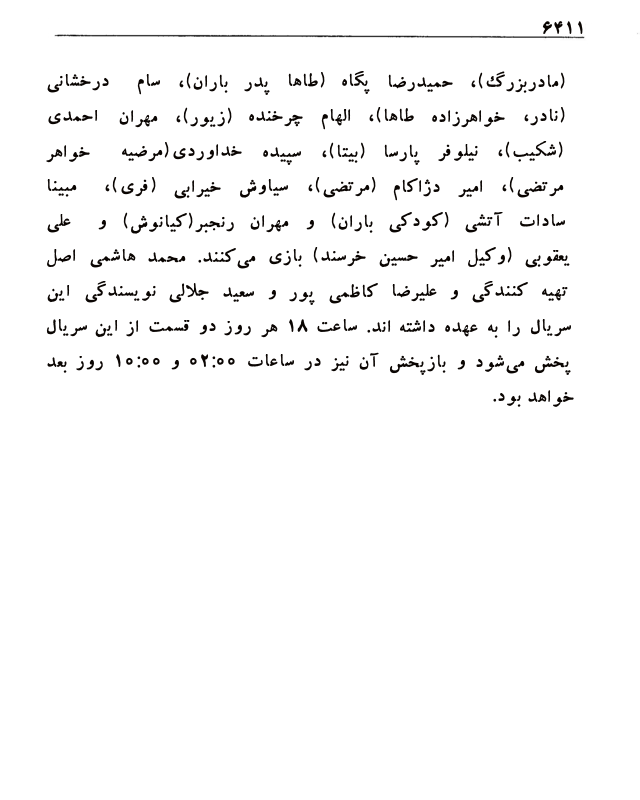 ۶۴۱۱
(مادربزرگ)، حمیدرضا پگاه (طاها پدر باران)، سام درخشانی
(نادر، خواهرزاده طاها)، الهام چرخنده (زیور)، مهران احمدی
(شکیب)، نیلوفر پارسا (بیتا)، سپیده خداوردی(مرضیه خواهر
مرتضی)، امیر دژاکام (مرتضی)، سیاوش خیرابی (فری)، مبینا
سادات آتشی (کودکی باران) و مهران رنجبر(کیانوش) و علی
یعقوبی (وکیل امیر حسین خرسند) بازی می‌کنند. محمد هاشمی اصل
تهیه کنندگی و علیرضا کاظمی پور و سعید جلالی نویسندگی این
سریال را به عهده داشته اند. ساعت ۱۸ هر روز دو قسمت از این سریال
پخش می‌شود و بازپخش آن نیز در ساعات ۰۲:۰۰ و ۱۰:۰۰ روز بعد
خواهد بود.